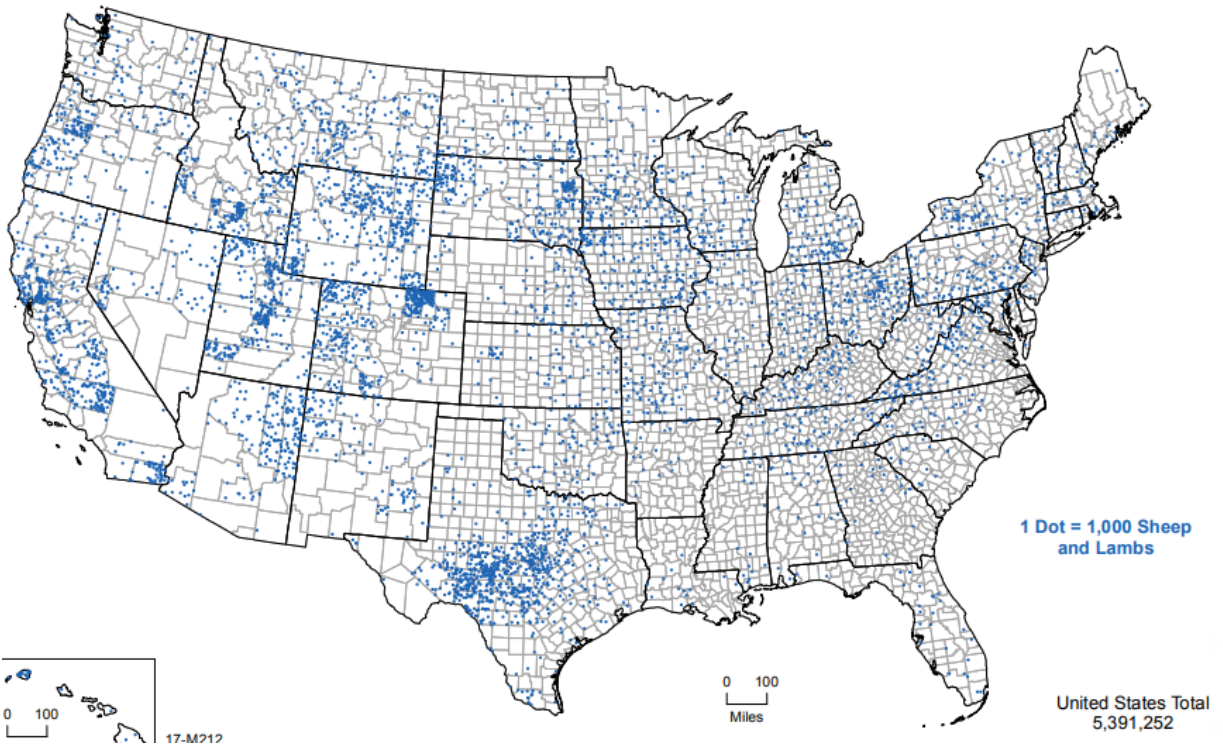 1 Dot = 1,000 Sheep
and Lambs
0 100
Miles
United States Total
5,391,252
0 100
17-M212